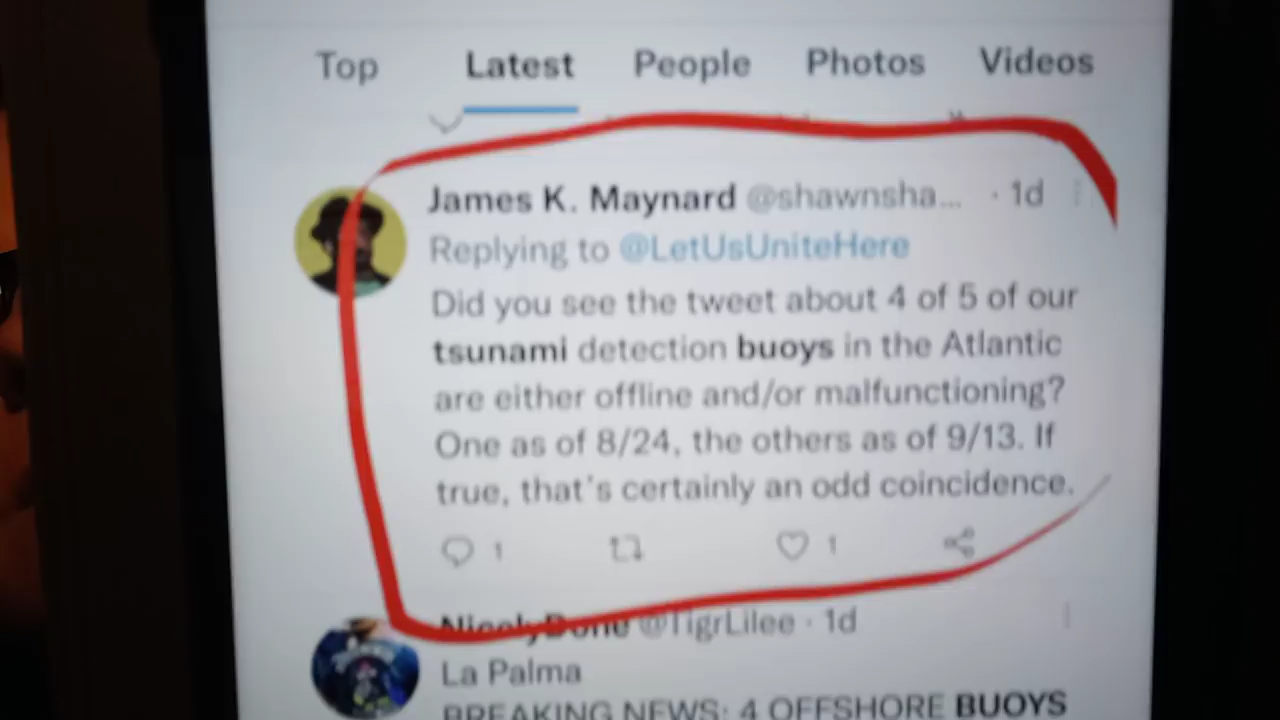 Top Latest People Photos Videos
James K. Maynard @shawnsha... · 1d
Replying to @LetUsUniteHere
Did you see the tweet about 4 of 5 of our
tsunami detection buoys in the Atlantic
are either offline and/or malfunctioning?
One as of 8/24, the others as of 9/13. If
true, that's certainly an odd coincidence.
1 1
NicolyDone @TigrLilee · 1d
La Palma
BREAKING NEWS: 4 OFFSHORE BUOYS